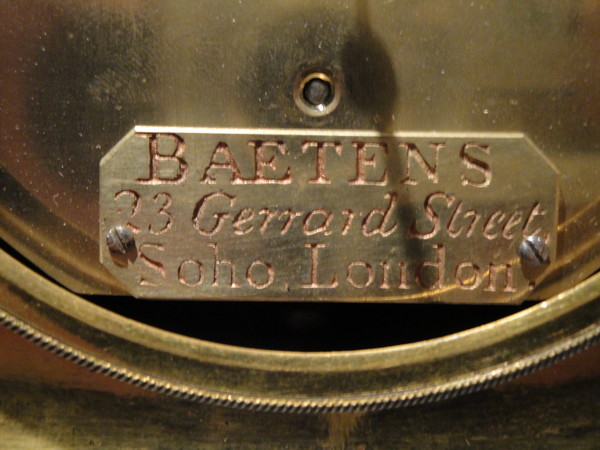 BAETENS
23 Gerrard Street,
Soho, London.